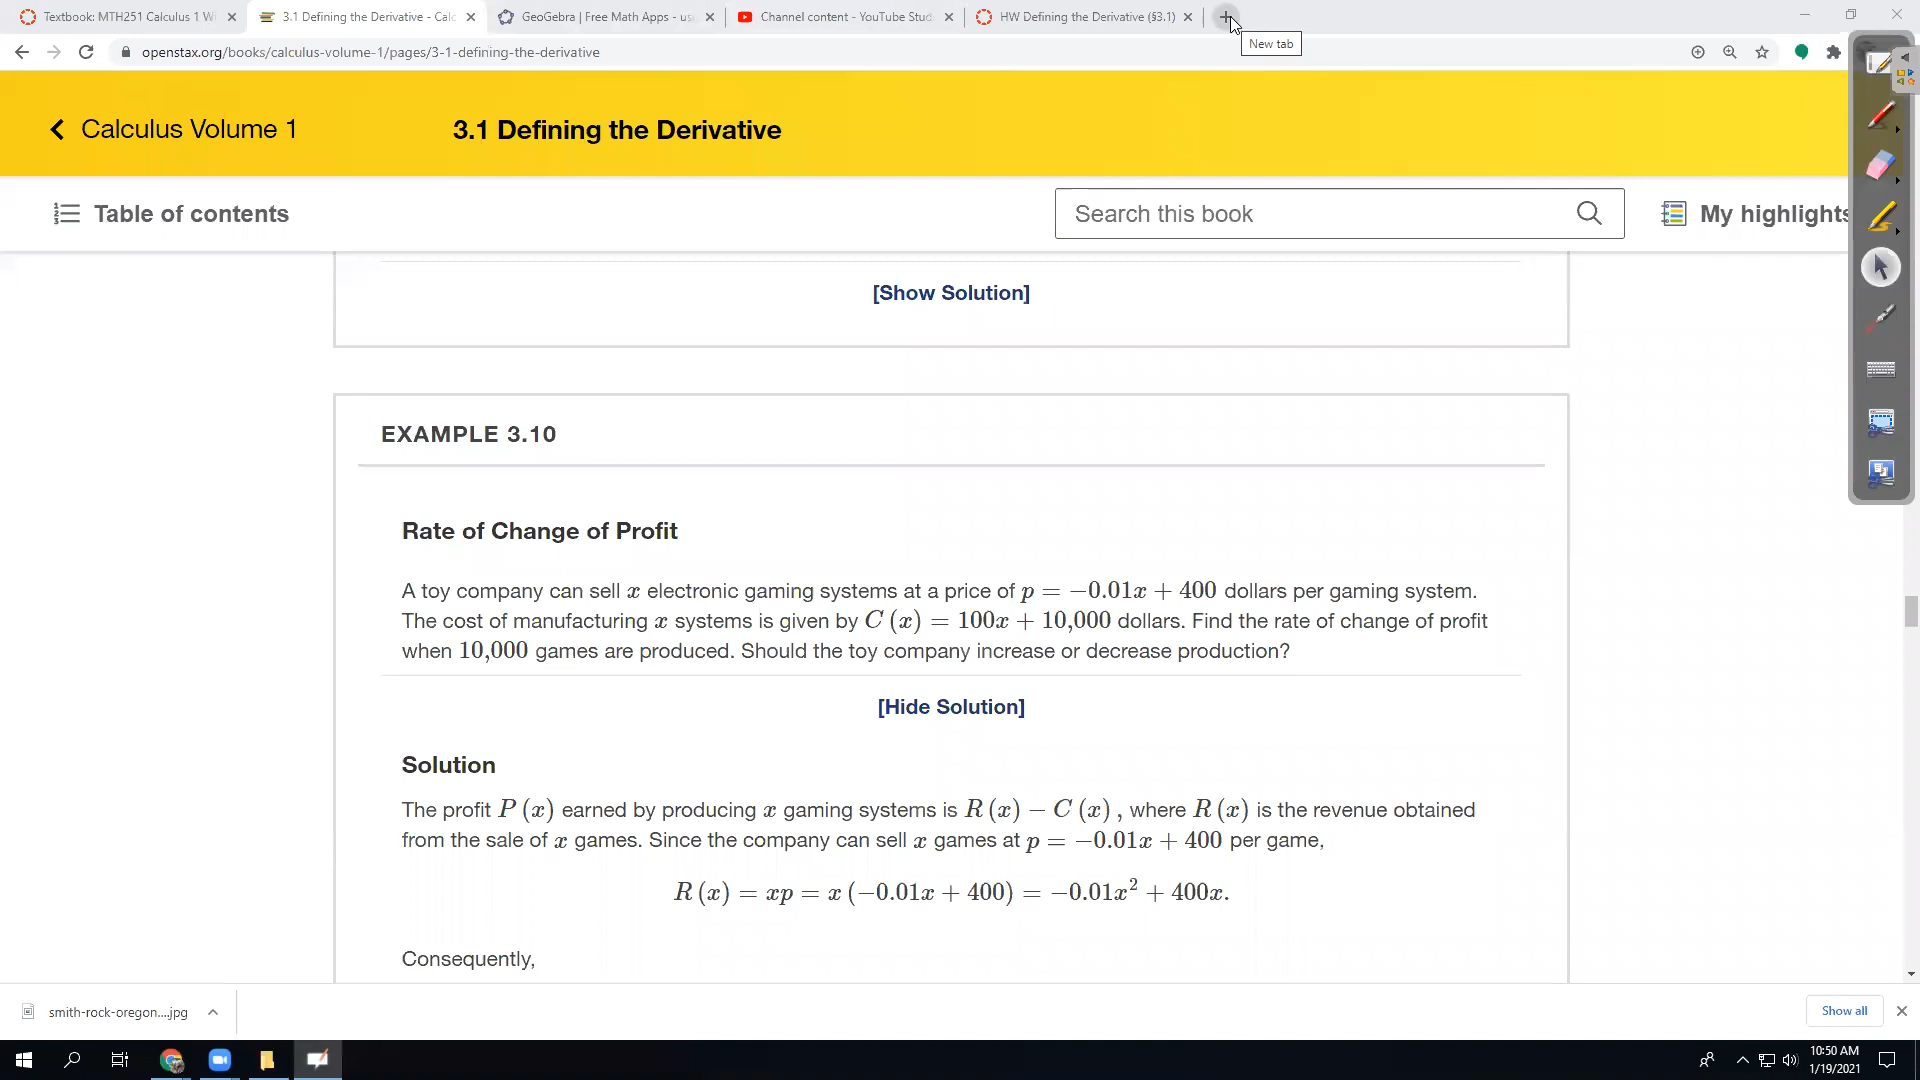 Textbook: MTH251 Calculus 1 Wi
3.1 Defining the Derivative - Calc
GeoGebra | Free Math Apps - us
Channel content - YouTube Stud
HW Defining the Derivative (§3.1)
New tab
openstax.org/books/calculus-volume-1/pages/3-1-defining-the-derivative
Calculus Volume 1
3.1 Defining the Derivative
Table of contents
Search this book
My highlights
[Show Solution]
EXAMPLE 3.10
Rate of Change of Profit
A toy company can sell x electronic gaming systems at a price of p = −0.01x + 400 dollars per gaming system.
The cost of manufacturing x systems is given by C (x) = 100x + 10,000 dollars. Find the rate of change of profit
when 10,000 games are produced. Should the toy company increase or decrease production?
[Hide Solution]
Solution
The profit P (x) earned by producing x gaming systems is R (x) − C (x) , where R (x) is the revenue obtained
from the sale of x games. Since the company can sell x games at p = −0.01x + 400 per game,
R (x) = xp = x (−0.01x + 400) = −0.01x² + 400x.
Consequently,
smith-rock-oregon....jpg
Show all
10:50 AM
1/19/2021